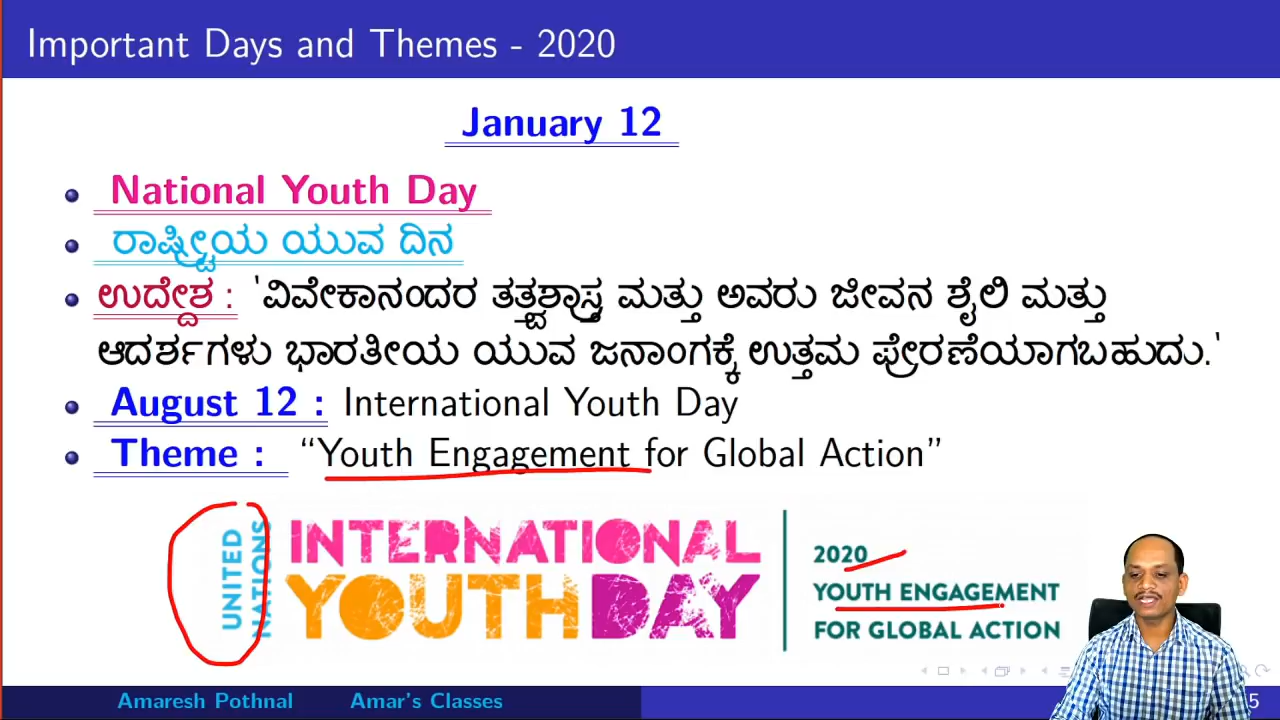 Important Days and Themes - 2020
January 12
National Youth Day
ರಾಷ್ಟ್ರೀಯ ಯುವ ದಿನ
ಉದ್ದೇಶ : 'ವಿವೇಕಾನಂದರ ತತ್ತ್ವಶಾಸ್ತ್ರ ಮತ್ತು ಅವರು ಜೀವನ ಶೈಲಿ ಮತ್ತು
ಆದರ್ಶಗಳು ಭಾರತೀಯ ಯುವ ಜನಾಂಗಕ್ಕೆ ಉತ್ತಮ ಪ್ರೇರಣೆಯಾಗಬಹುದು.'
August 12 : International Youth Day
Theme : “Youth Engagement for Global Action”
UNITED
NATIONS
INTERNATIONAL
YOUTH DAY
2020
YOUTH ENGAGEMENT
FOR GLOBAL ACTION
Amaresh Pothnal Amar's Classes
5